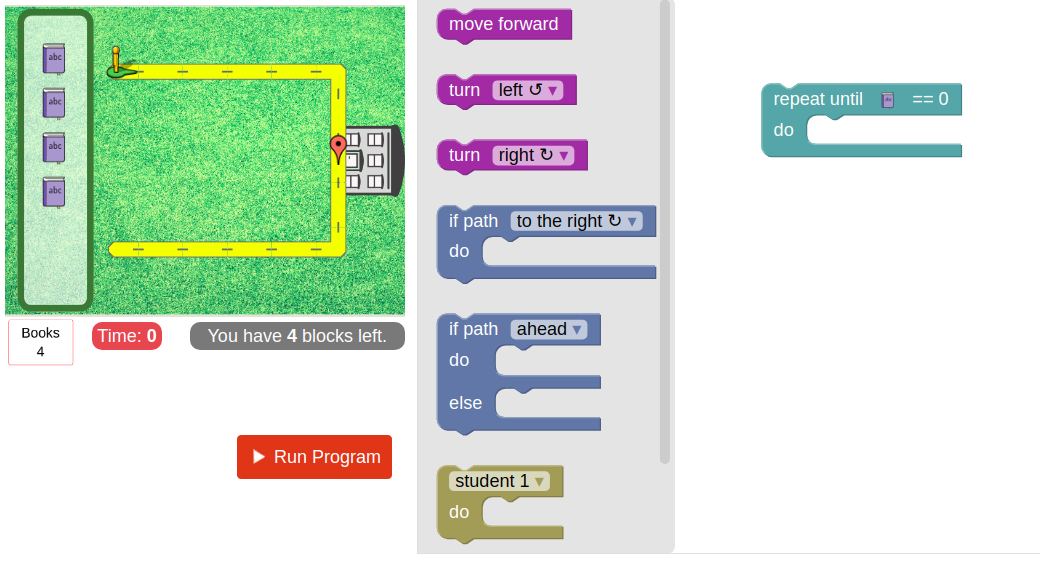 abc
abc
abc
abc
Books
4
Time: 0
You have 4 blocks left.
Run Program
move forward
turn left ↺ ▼
turn right ↻ ▼
if path to the right ↻ ▼
do
if path ahead ▼
do
else
student 1 ▼
do
repeat until == 0
do